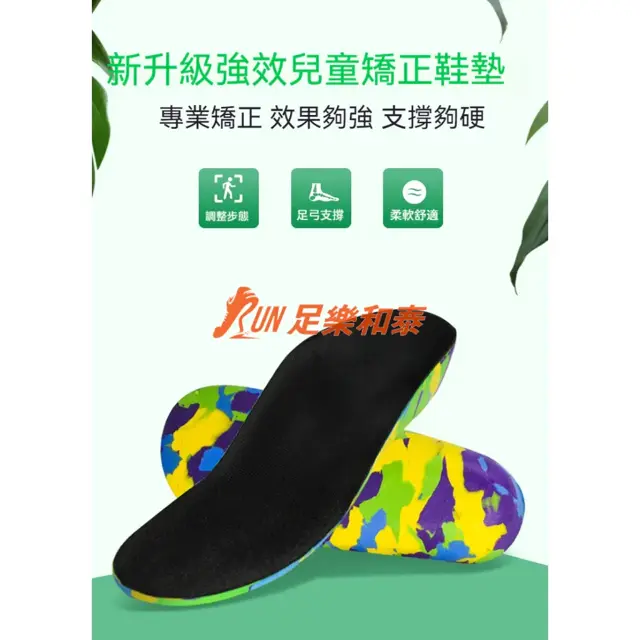 新升級強效兒童矯正鞋墊
專業矯正 效果夠強 支撐夠硬
調整步態
足弓支撐
柔軟舒適
RUN 足樂和泰